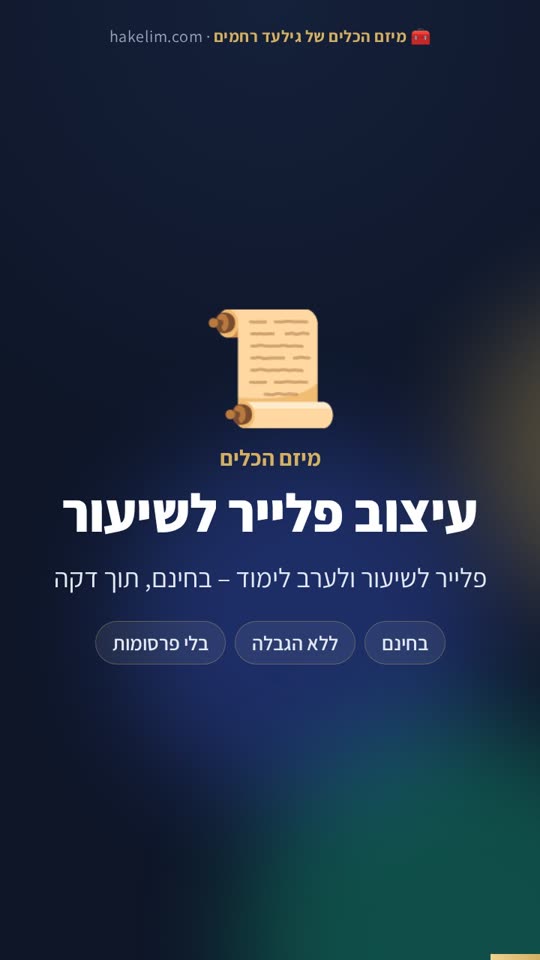 🧰 מיזם הכלים של גילעד רחמים · hakelim.com
מיזם הכלים
עיצוב פלייר לשיעור
פלייר לשיעור ולערב לימוד – בחינם, תוך דקה
בחינם
ללא הגבלה
בלי פרסומות